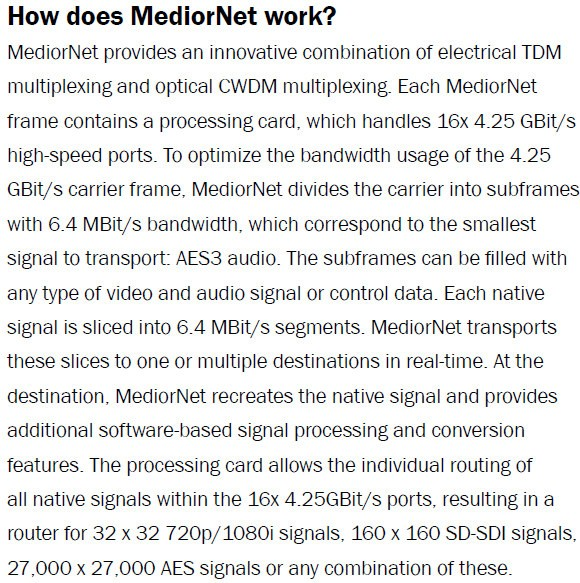 How does MediorNet work?
MediorNet provides an innovative combination of electrical TDM
multiplexing and optical CWDM multiplexing. Each MediorNet
frame contains a processing card, which handles 16x 4.25 GBit/s
high-speed ports. To optimize the bandwidth usage of the 4.25
GBit/s carrier frame, MediorNet divides the carrier into subframes
with 6.4 MBit/s bandwidth, which correspond to the smallest
signal to transport: AES3 audio. The subframes can be filled with
any type of video and audio signal or control data. Each native
signal is sliced into 6.4 MBit/s segments. MediorNet transports
these slices to one or multiple destinations in real-time. At the
destination, MediorNet recreates the native signal and provides
additional software-based signal processing and conversion
features. The processing card allows the individual routing of
all native signals within the 16x 4.25GBit/s ports, resulting in a
router for 32 x 32 720p/1080i signals, 160 x 160 SD-SDI signals,
27,000 x 27,000 AES signals or any combination of these.